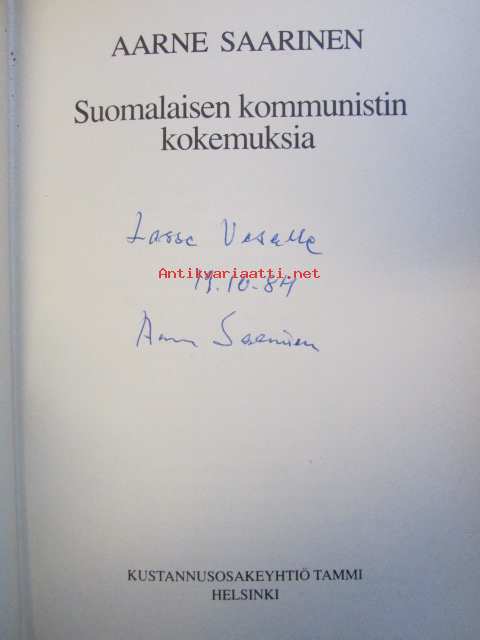 AARNE SAARINEN
Suomalaisen kommunistin
kokemuksia
Lasse Vesalle
Antikvariaatti.net
19.10-84
Aarne Saarinen
KUSTANNUSOSAKEYHTIÖ TAMMI
HELSINKI